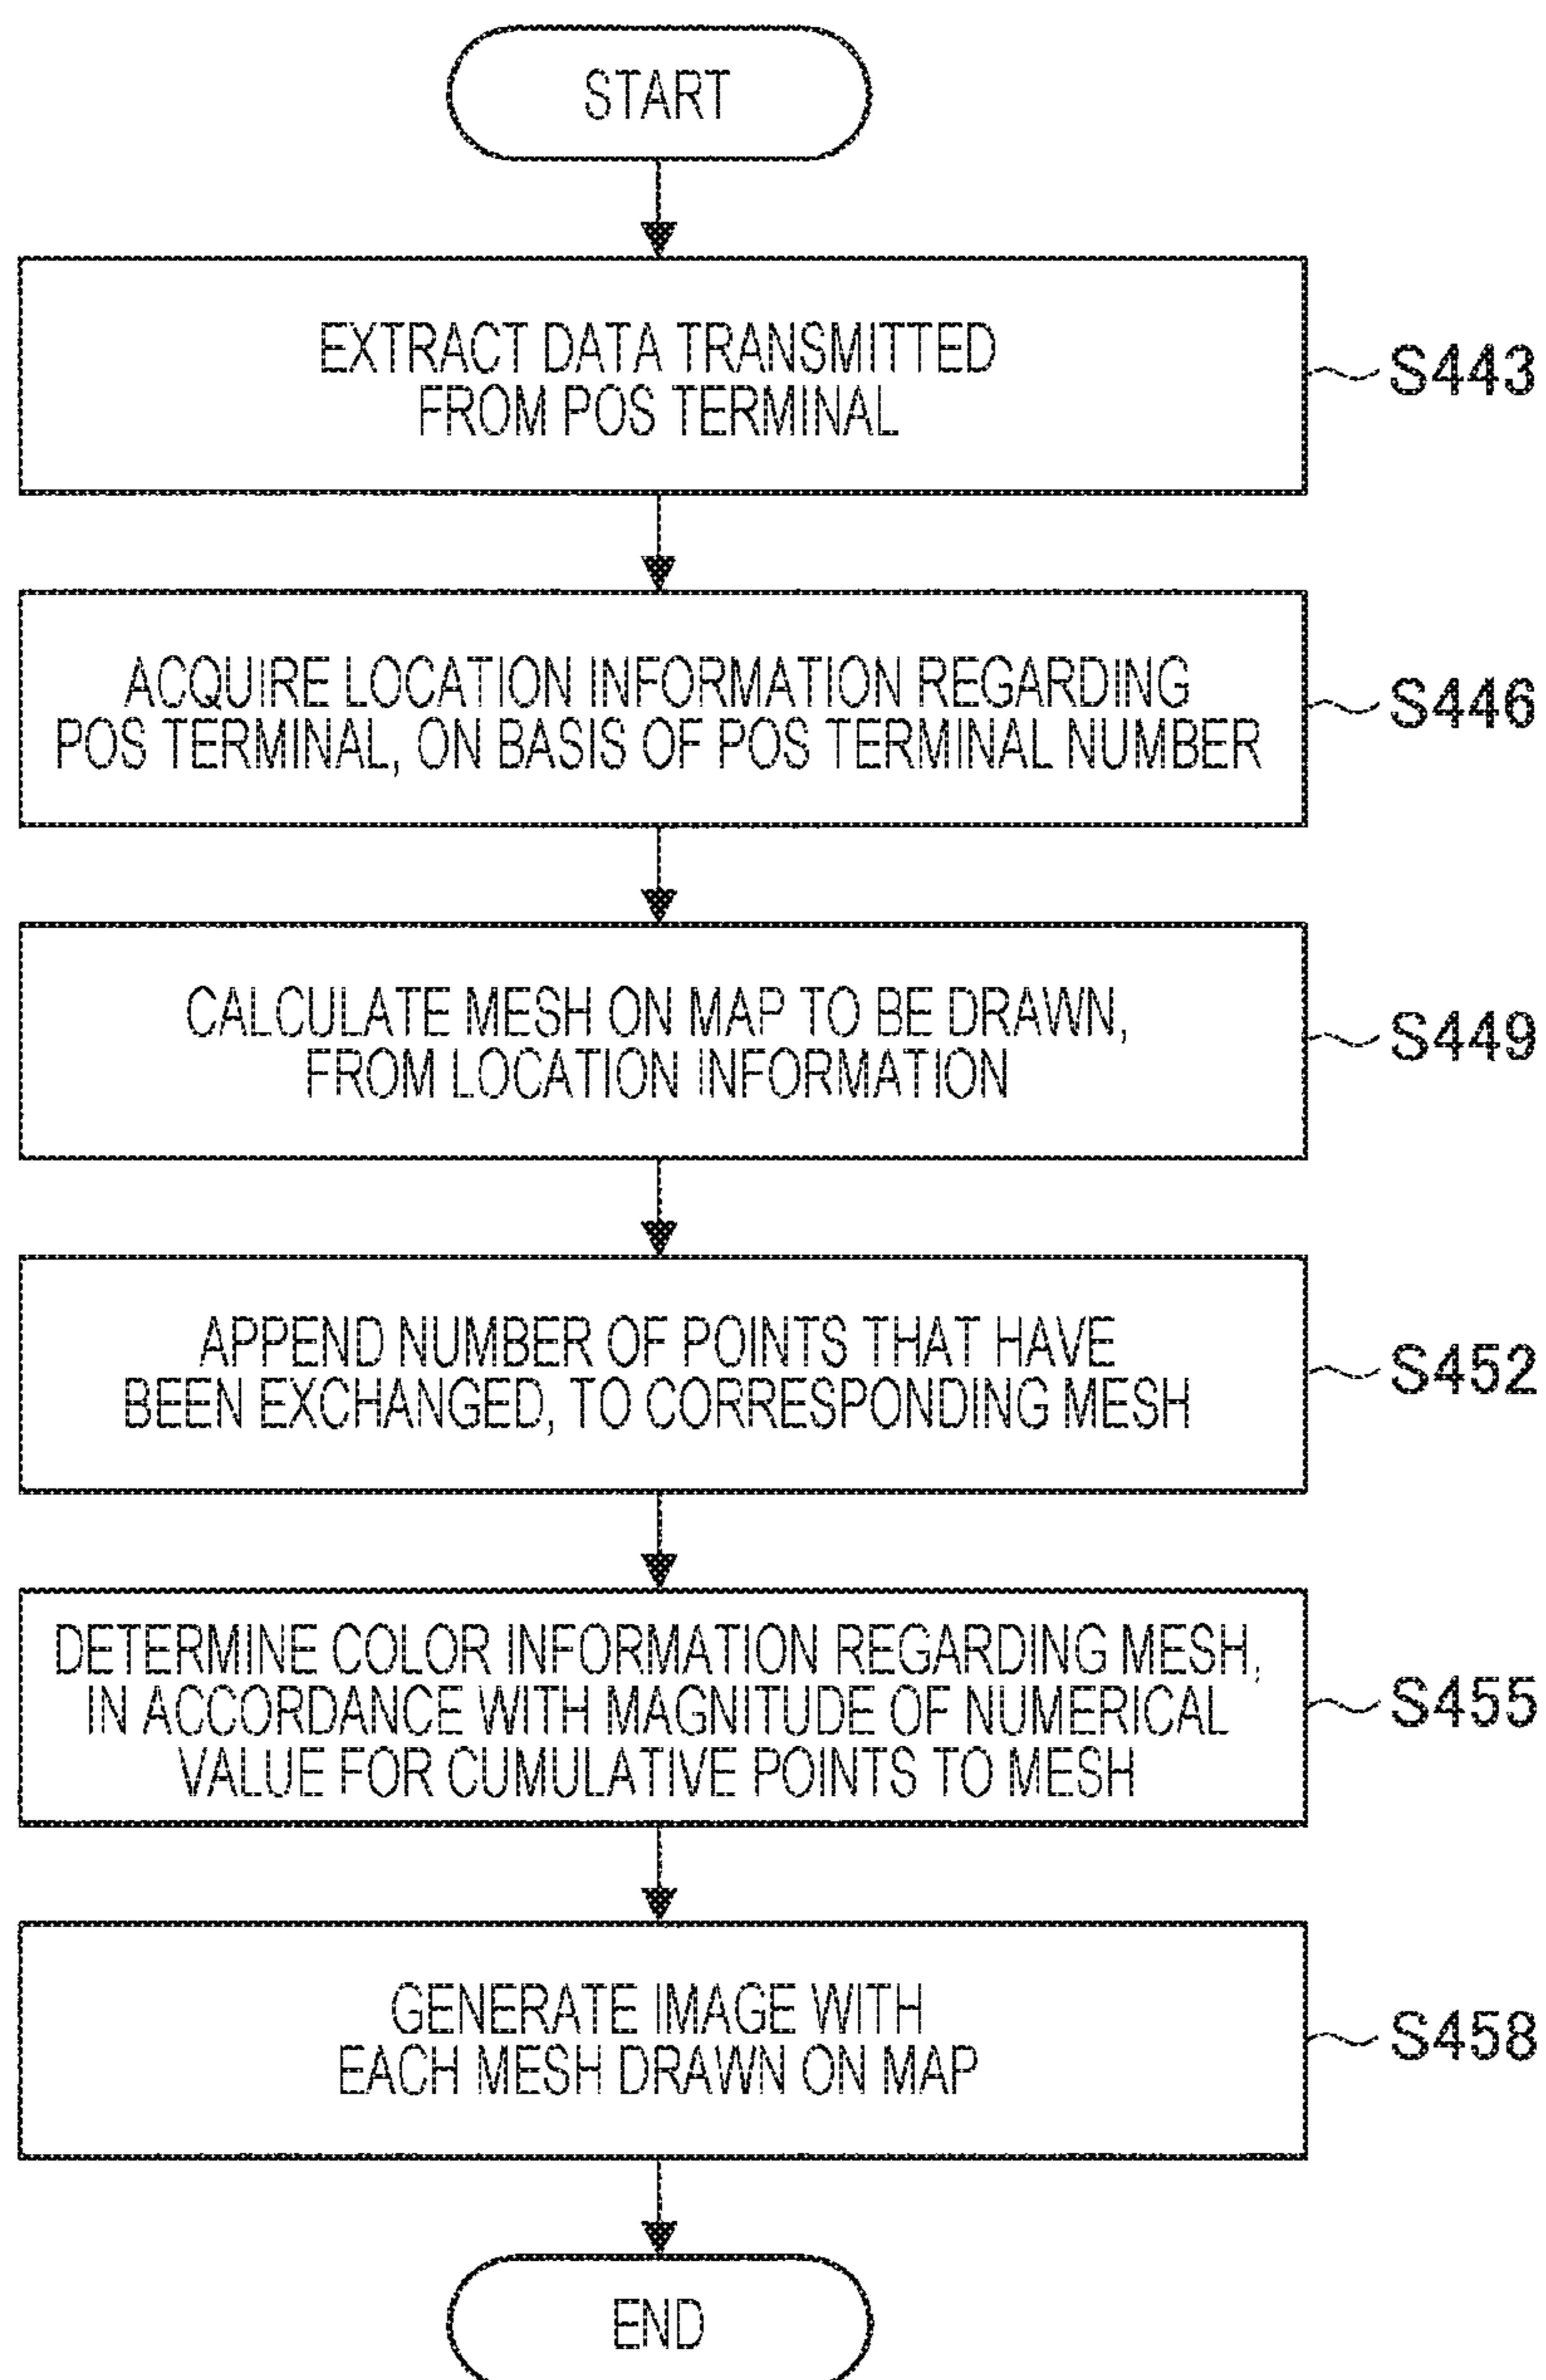 START
EXTRACT DATA TRANSMITTED
FROM POS TERMINAL
S443
ACQUIRE LOCATION INFORMATION REGARDING
POS TERMINAL, ON BASIS OF POS TERMINAL NUMBER
S446
CALCULATE MESH ON MAP TO BE DRAWN,
FROM LOCATION INFORMATION
S449
APPEND NUMBER OF POINTS THAT HAVE
BEEN EXCHANGED, TO CORRESPONDING MESH
S452
DETERMINE COLOR INFORMATION REGARDING MESH,
IN ACCORDANCE WITH MAGNITUDE OF NUMERICAL
VALUE FOR CUMULATIVE POINTS TO MESH
S455
GENERATE IMAGE WITH
EACH MESH DRAWN ON MAP
S458
END